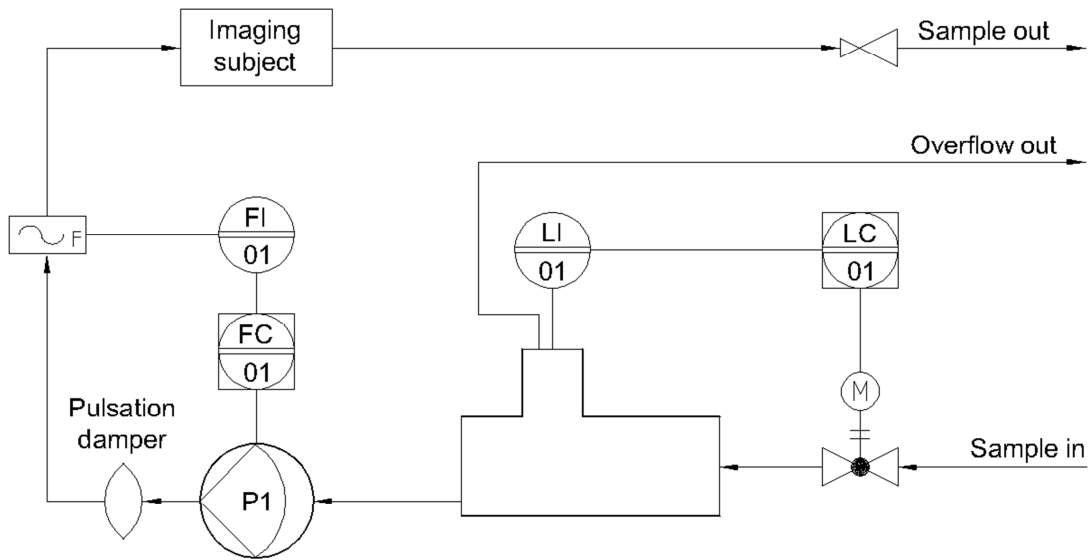 Imaging
subject
Sample out
Overflow out
F
FI
01
LI
01
LC
01
FC
01
M
Pulsation
damper
P1
Sample in